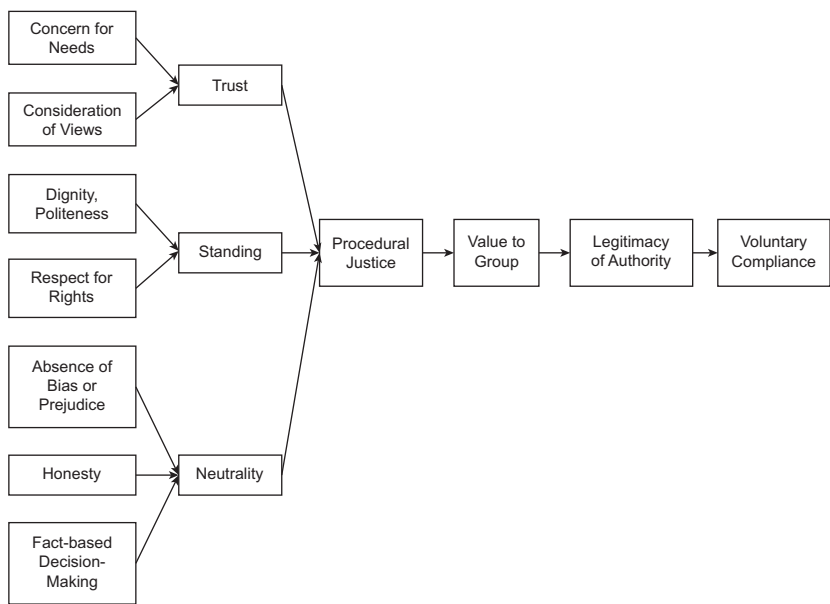 Concern for
Needs
Trust
Consideration
of Views
Dignity,
Politeness
Standing
Respect for
Rights
Procedural
Justice
Value to
Group
Legitimacy
of Authority
Voluntary
Compliance
Absence of
Bias or
Prejudice
Honesty
Neutrality
Fact-based
Decision-
Making